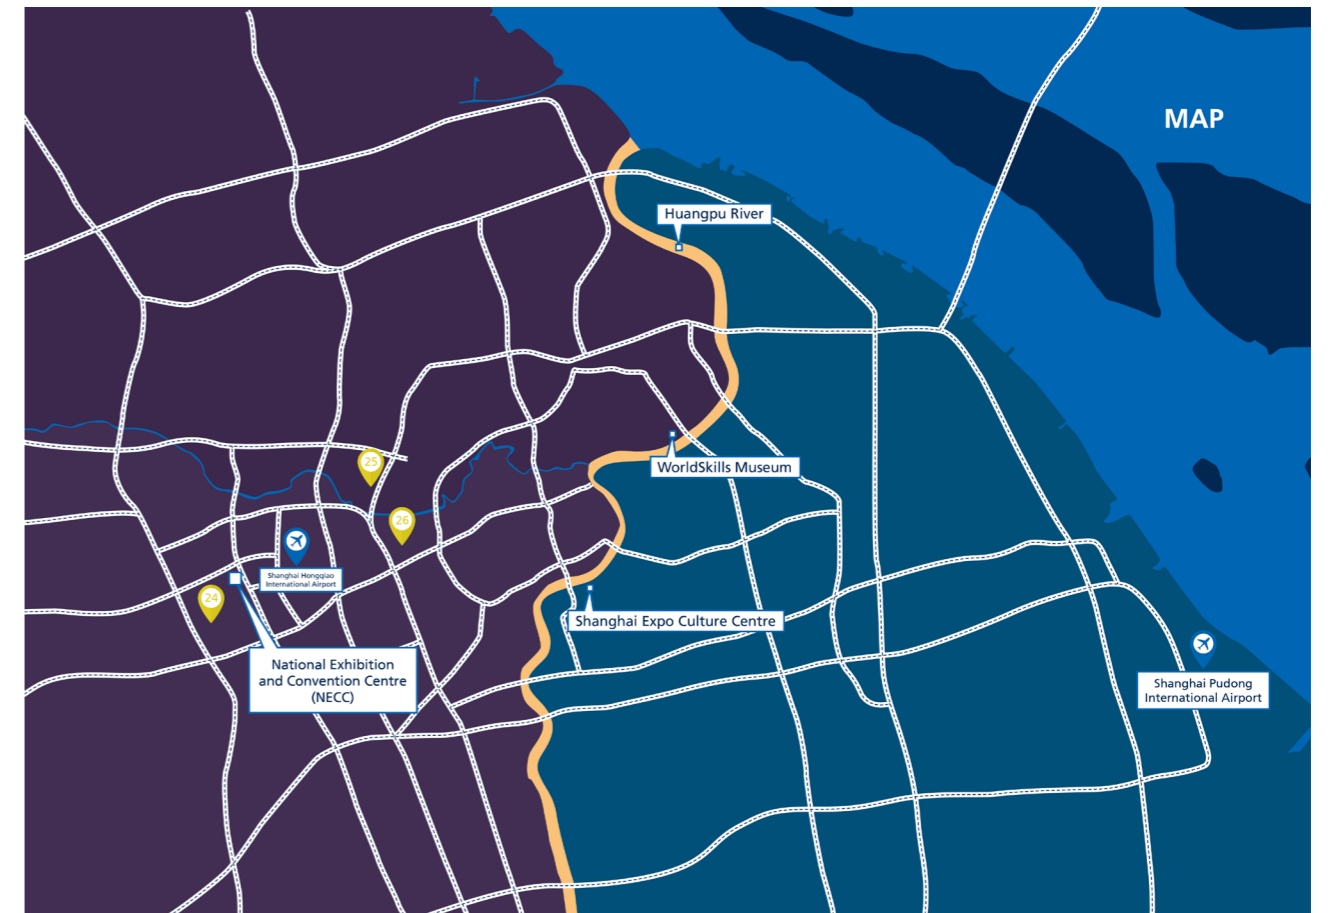 MAP
Huangpu River
25
WorldSkills Museum
26
Shanghai Hongqiao
International Airport
24
Shanghai Expo Culture Centre
National Exhibition
and Convention Centre
(NECC)
Shanghai Pudong
International Airport